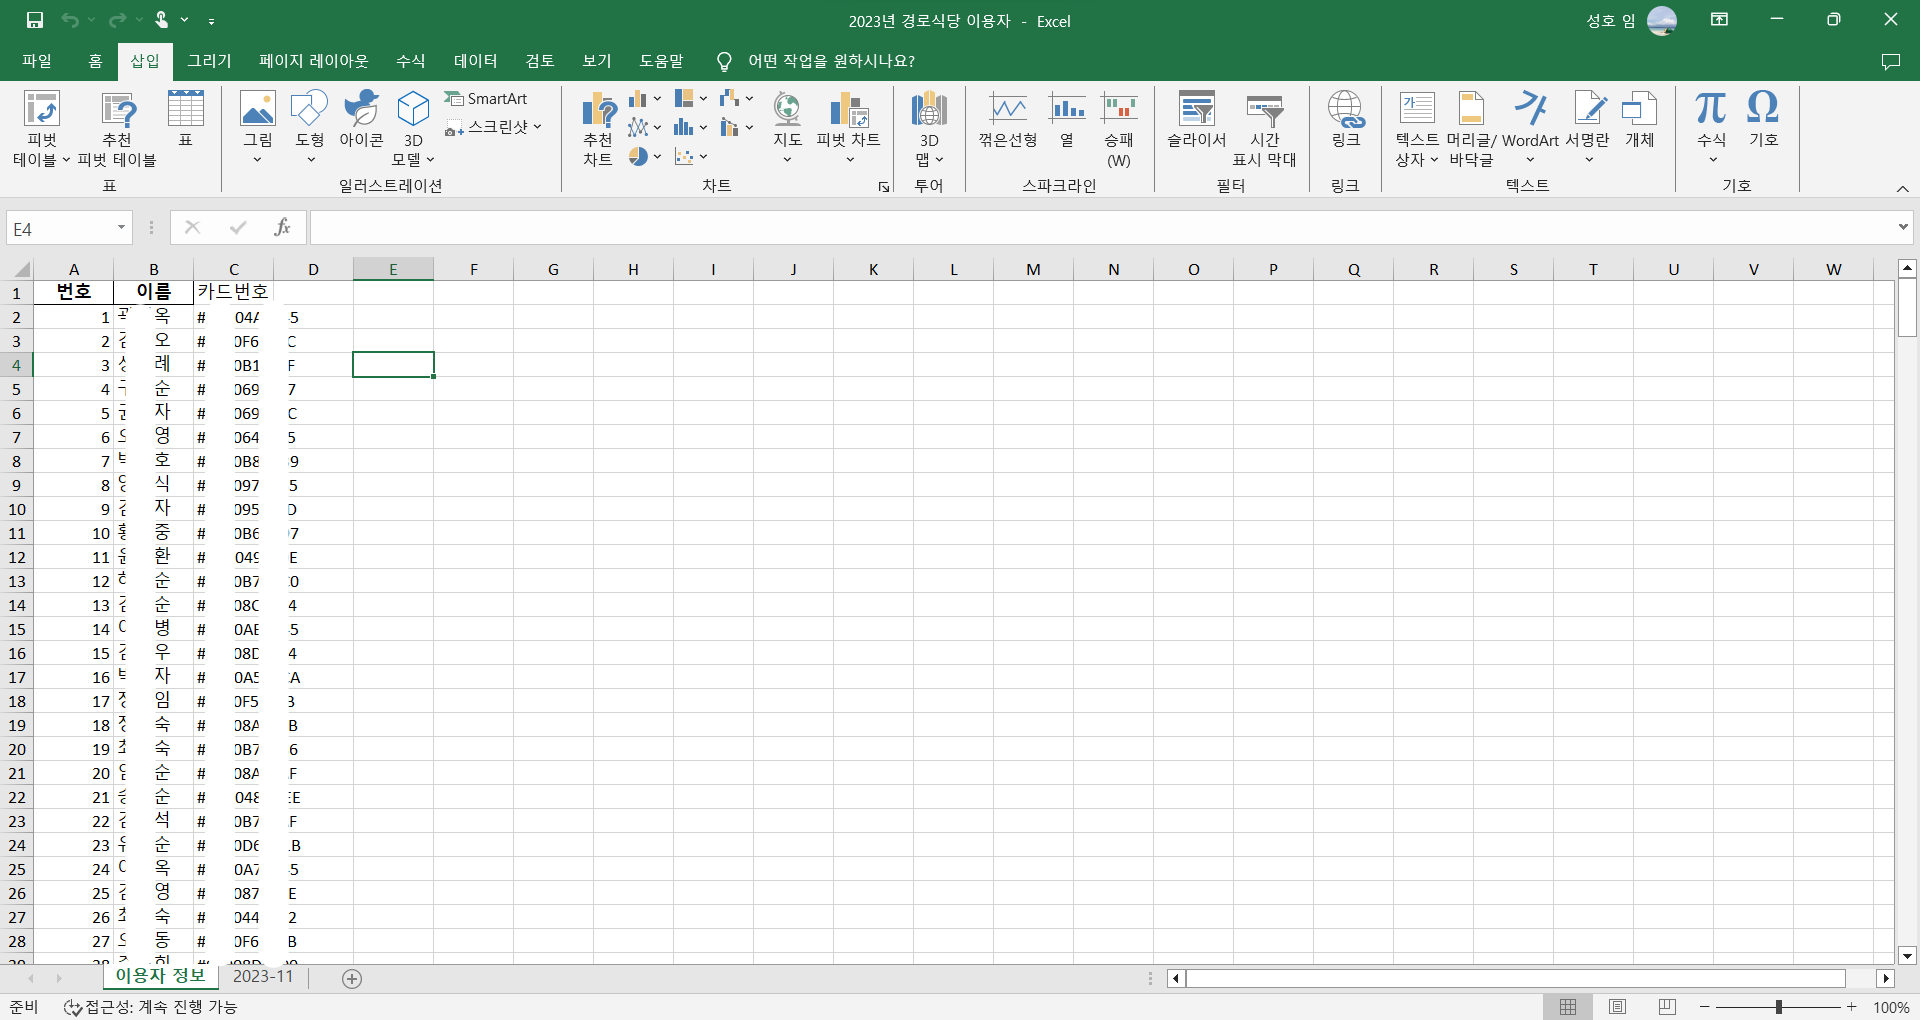 2023년 경로식당 이용자 - Excel
성호 임
파일 홈 삽입 그리기 페이지 레이아웃 수식 데이터 검토 보기 도움말 어떤 작업을 원하시나요?
피벗 테이블
추천 피벗 테이블
표
표
그림
도형
아이콘
3D 모델
SmartArt
스크린샷
일러스트레이션
추천 차트
지도
피벗 차트
차트
3D 맵
투어
꺾은선형
열
승패 (W)
스파크라인
슬라이서
시간 표시 막대
필터
링크
링크
텍스트 상자
머리글/바닥글
WordArt
서명란
개체
텍스트
수식
기호
기호
E4
fx
A B C D E F G H I J K L M N O P Q R S T U V W
1 번호 이름 카드번호
2 1 옥 # 04A 5
3 2 오 # 0F6 C
4 3 례 # 0B1 F
5 4 순 # 069 7
6 5 자 # 069 C
7 6 영 # 064 5
8 7 호 # 0B8 9
9 8 식 # 097 5
10 9 자 # 095 D
11 10 중 # 0B6 7
12 11 환 # 049 E
13 12 순 # 0B7 0
14 13 순 # 08C 4
15 14 병 # 0AE 5
16 15 우 # 08D 4
17 16 자 # 0A5 A
18 17 임 # 0F5 3
19 18 숙 # 08A B
20 19 숙 # 0B7 6
21 20 순 # 08A F
22 21 순 # 048 EE
23 22 석 # 0B7 F
24 23 순 # 0D6 B
25 24 옥 # 0A7 5
26 25 영 # 087 E
27 26 숙 # 044 2
28 27 동 # 0F6 B
이용자 정보 2023-11
준비 접근성: 계속 진행 가능
100%